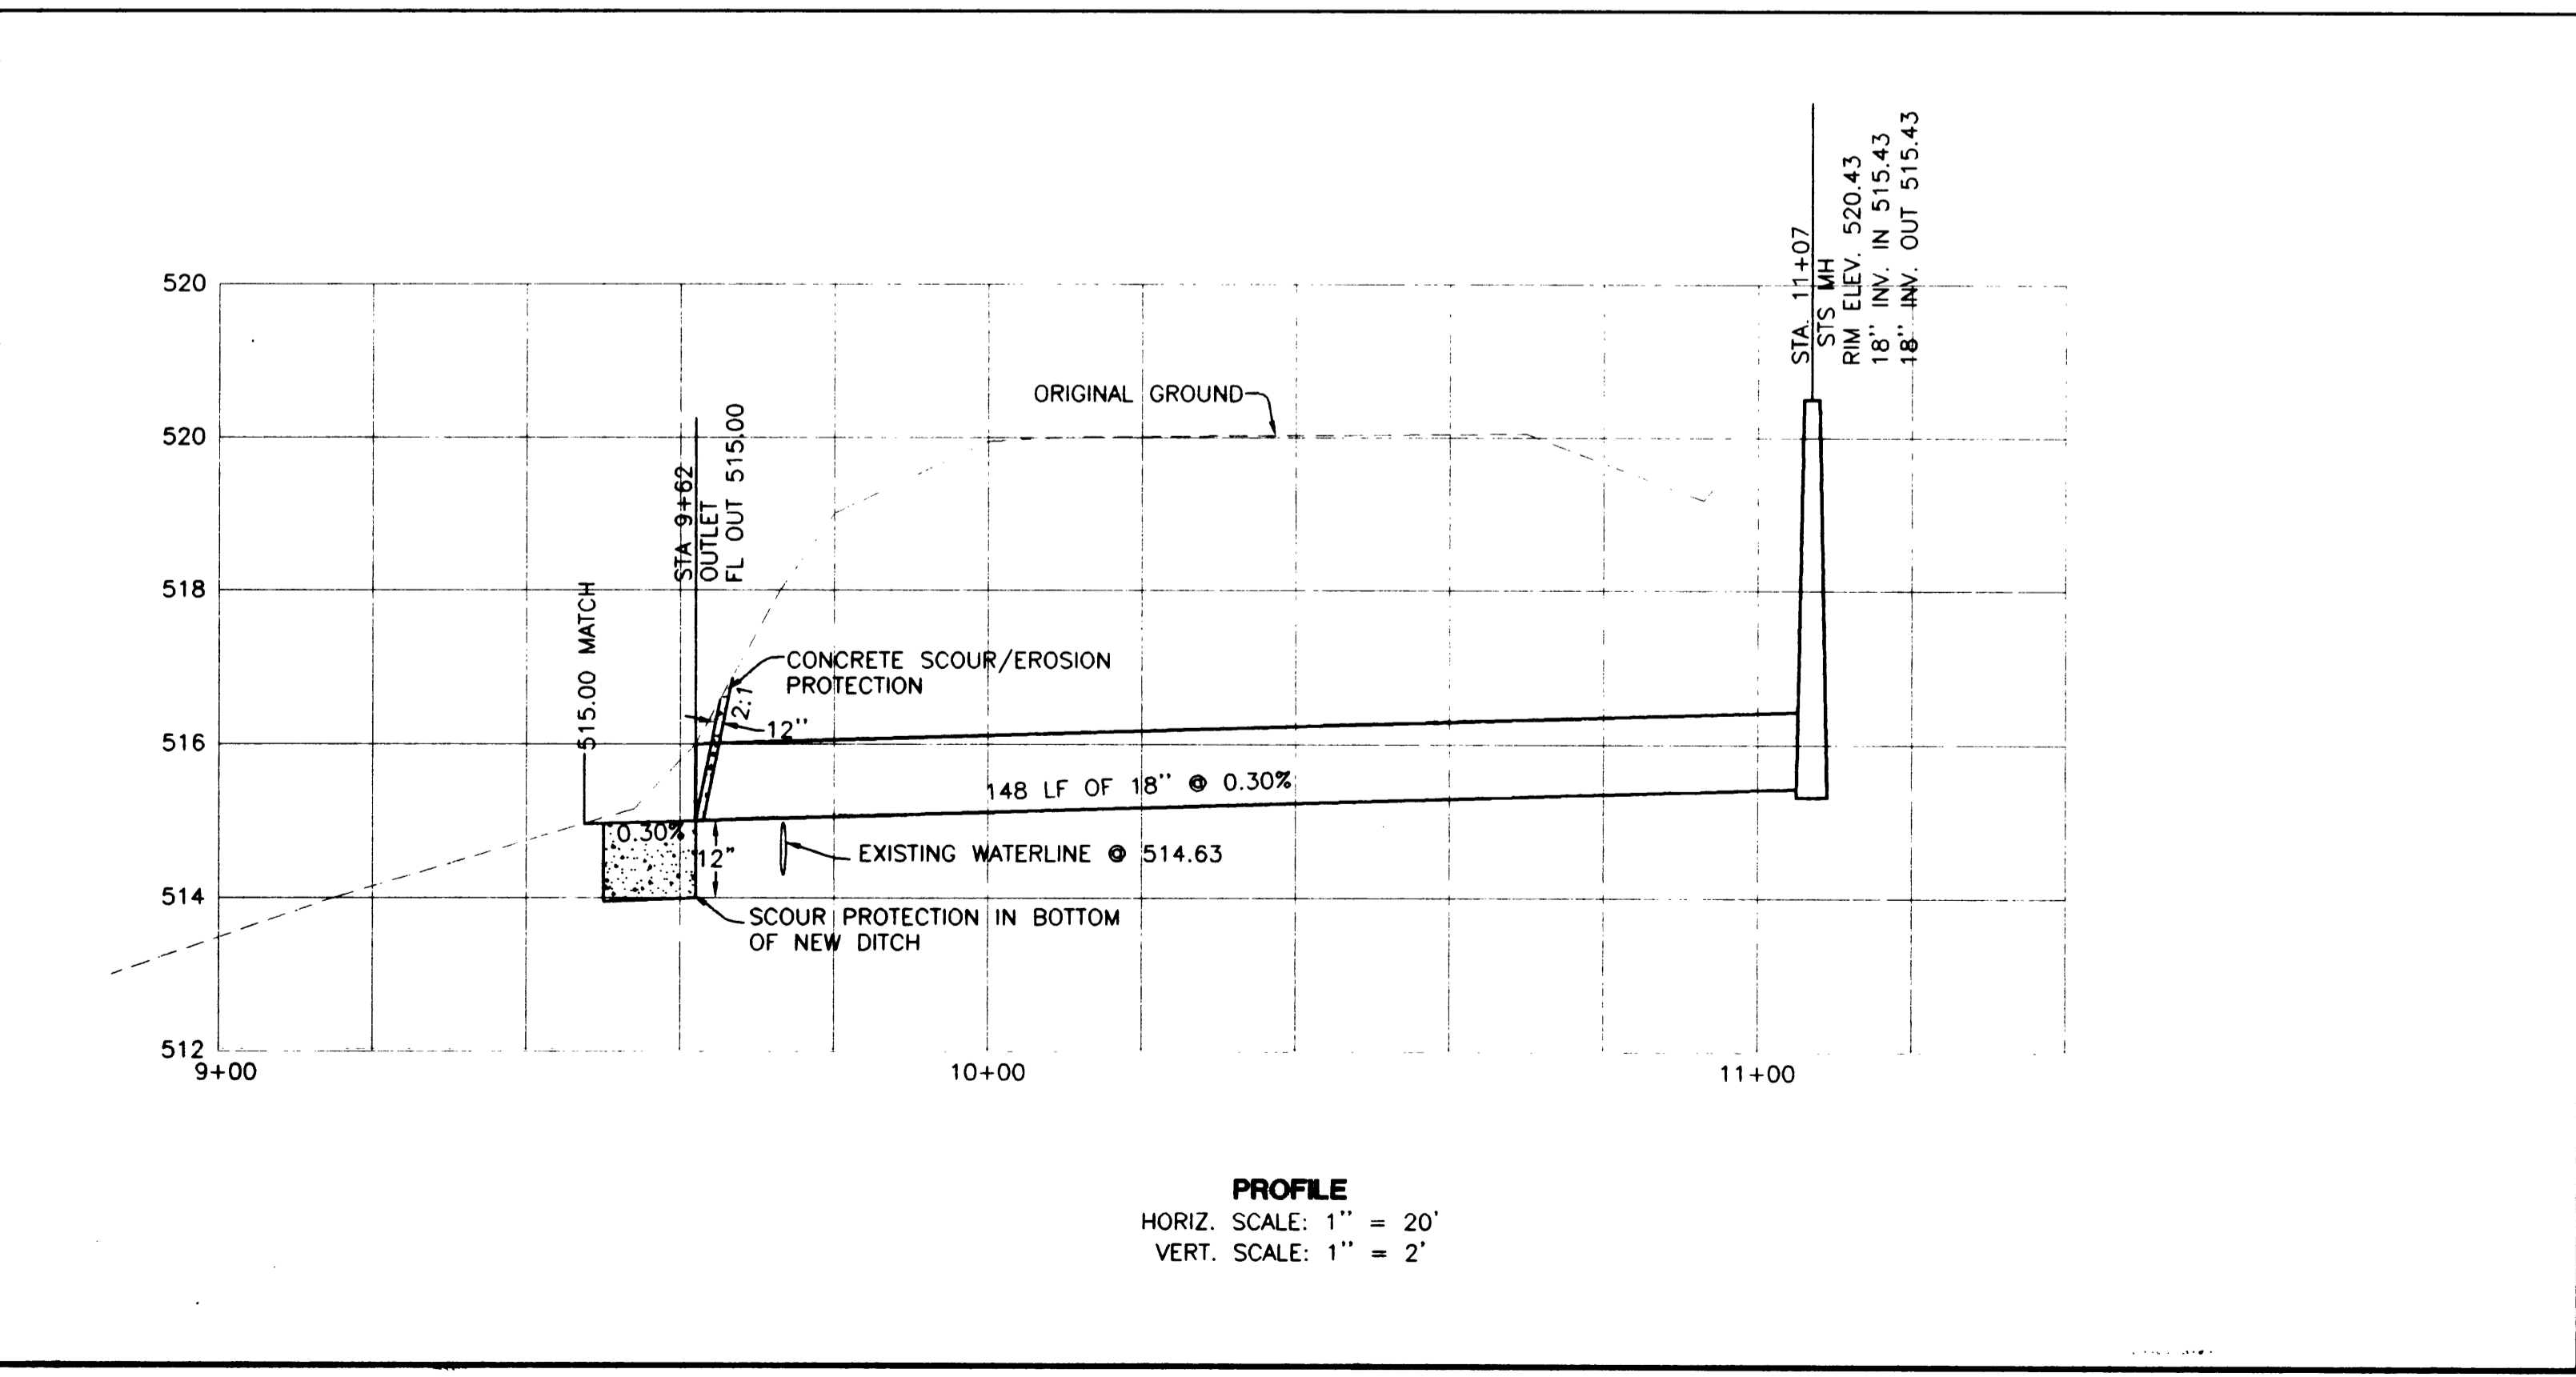 STA. 11+07
STS MH
RIM ELEV. 520.43
18" INV. IN 515.43
18" INV. OUT 515.43
520
520
518
516
514
512
ORIGINAL GROUND
STA 9+62
OUTLET
FL OUT 515.00
515.00 MATCH
CONCRETE SCOUR/EROSION
PROTECTION
2:1
12"
148 LF OF 18" @ 0.30%
0.30%
12"
EXISTING WATERLINE @ 514.63
SCOUR PROTECTION IN BOTTOM
OF NEW DITCH
9+00
10+00
11+00
PROFILE
HORIZ. SCALE: 1" = 20'
VERT. SCALE: 1" = 2'